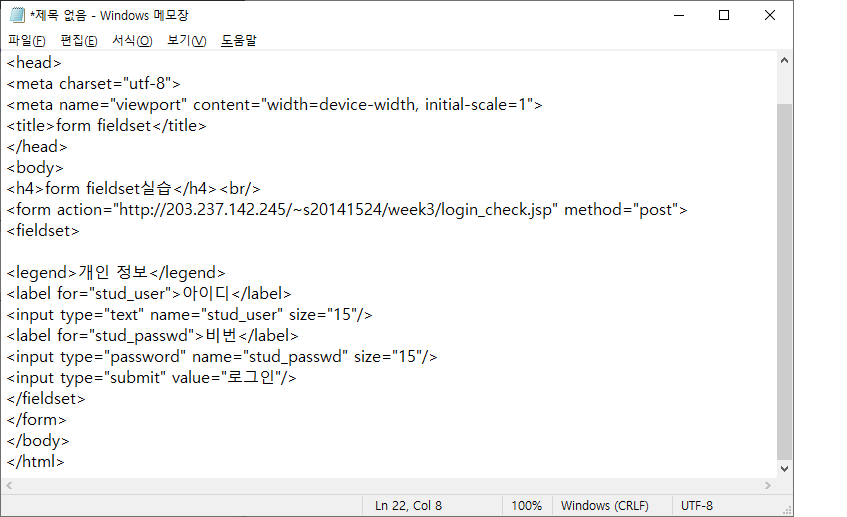 *제목 없음 - Windows 메모장
파일(F) 편집(E) 서식(O) 보기(V) 도움말
<head>
<meta charset="utf-8">
<meta name="viewport" content="width=device-width, initial-scale=1">
<title>form fieldset</title>
</head>
<body>
<h4>form fieldset실습</h4><br/>
<form action="http://203.237.142.245/~s20141524/week3/login_check.jsp" method="post">
<fieldset>
<legend>개인 정보</legend>
<label for="stud_user">아이디</label>
<input type="text" name="stud_user" size="15"/>
<label for="stud_passwd">비번</label>
<input type="password" name="stud_passwd" size="15"/>
<input type="submit" value="로그인"/>
</fieldset>
</form>
</body>
</html>
Ln 22, Col 8 100% Windows (CRLF) UTF-8